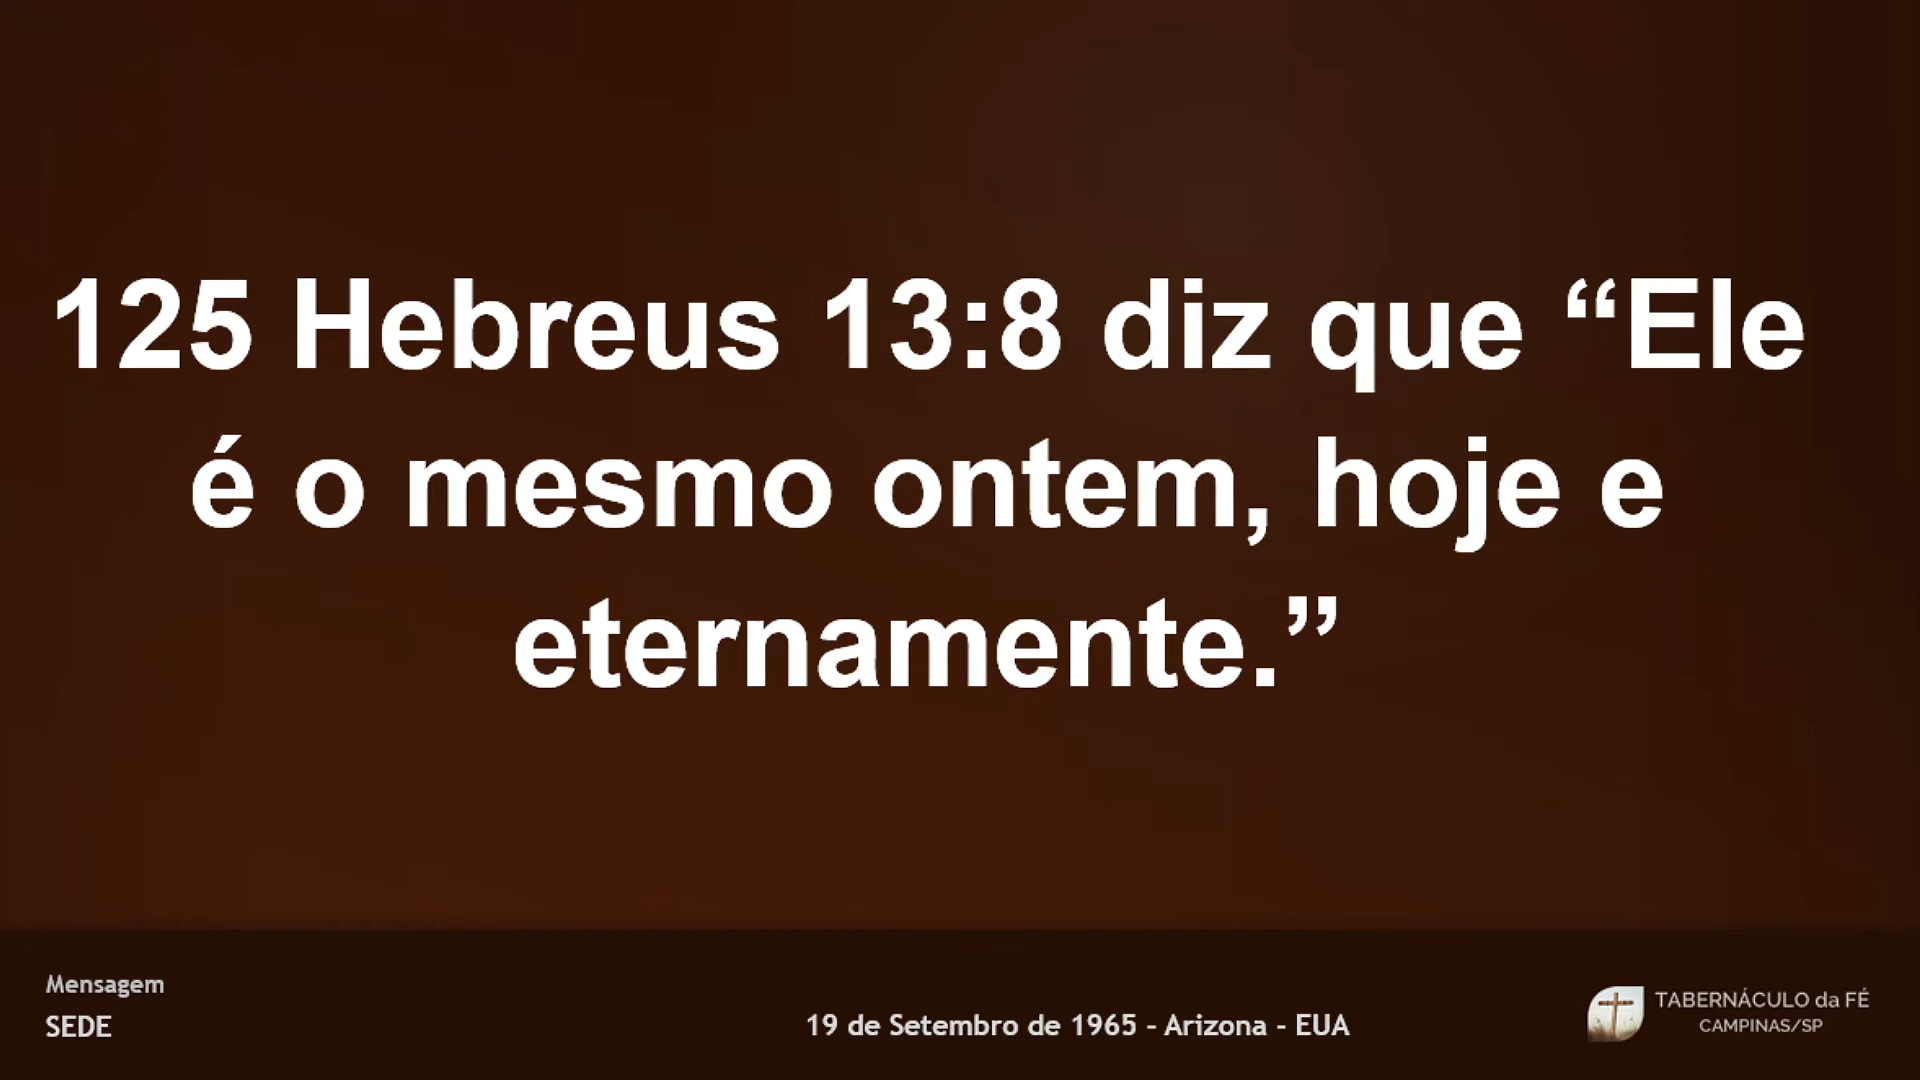 125 Hebreus 13:8 diz que “Ele
é o mesmo ontem, hoje e
eternamente.”
Mensagem
SEDE
19 de Setembro de 1965 - Arizona - EUA
TABERNÁCULO da FÉ
CAMPINAS/SP